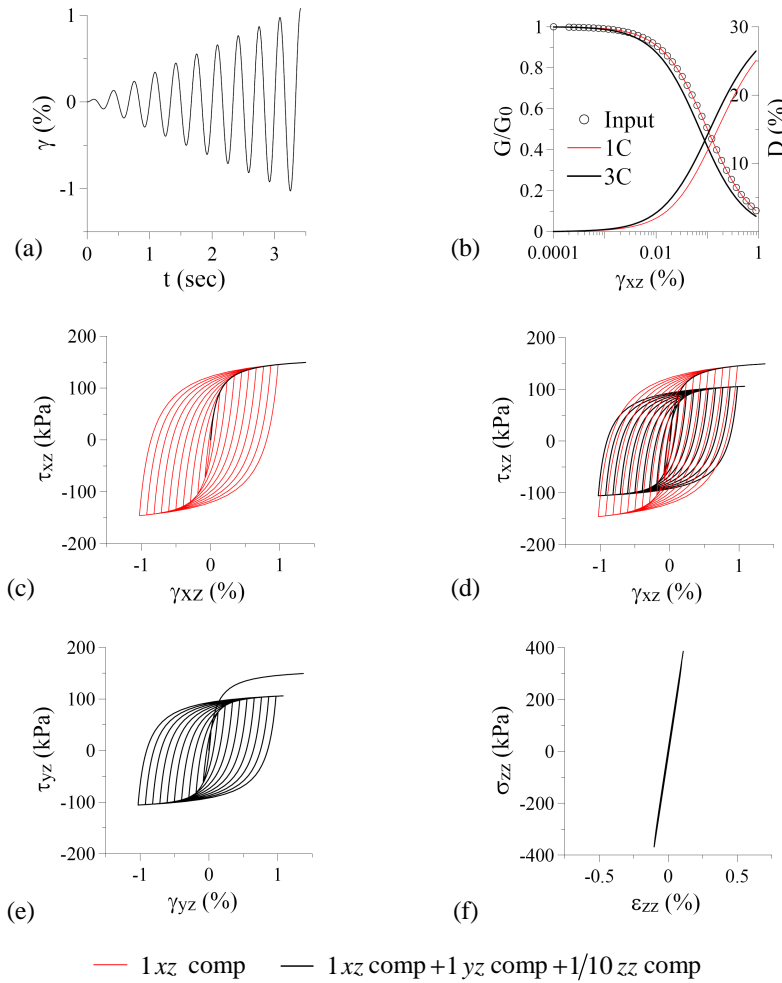 1
0
-1
γ (%)
0 1 2 3
t (sec)
(a)
1
0.8
0.6
0.4
0.2
0
G/G0
30
20
10
0
D (%)
Input
1C
3C
0.0001 0.01 1
γxz (%)
(b)
200
100
0
-100
-200
τxz (kPa)
-1 0 1
γxz (%)
(c)
200
100
0
-100
-200
τxz (kPa)
-1 0 1
γxz (%)
(d)
200
100
0
-100
-200
τyz (kPa)
-1 0 1
γyz (%)
(e)
400
200
0
-200
-400
σzz (kPa)
-0.5 0 0.5
εzz (%)
(f)
1 xz comp 1 xz comp + 1 yz comp + 1/10 zz comp